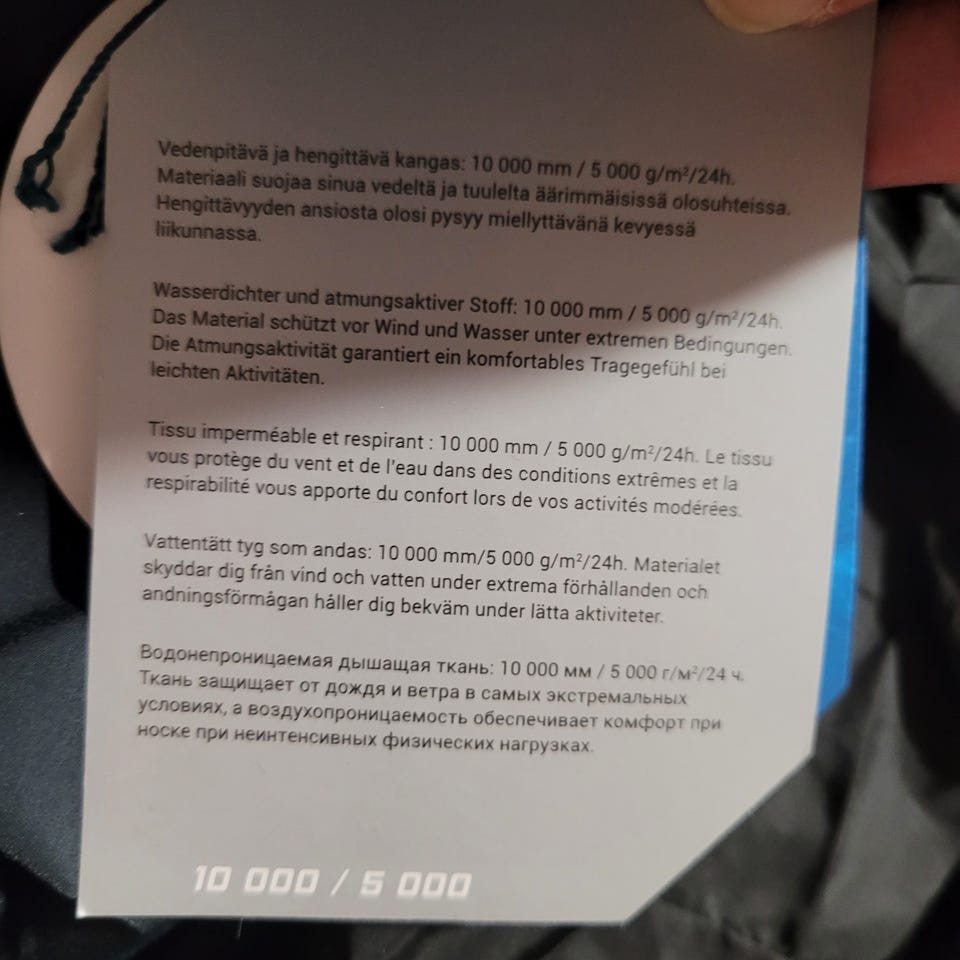 Vedenpitävä ja hengittävä kangas: 10 000 mm / 5 000 g/m²/24h.
Materiaali suojaa sinua vedeltä ja tuulelta äärimmäisissä olosuhteissa.
Hengittävyyden ansiosta olosi pysyy miellyttävänä kevyessä
liikunnassa.
Wasserdichter und atmungsaktiver Stoff: 10 000 mm / 5 000 g/m²/24h.
Das Material schützt vor Wind und Wasser unter extremen Bedingungen.
Die Atmungsaktivität garantiert ein komfortables Tragegefühl bei
leichten Aktivitäten.
Tissu imperméable et respirant : 10 000 mm / 5 000 g/m²/24h. Le tissu
vous protège du vent et de l'eau dans des conditions extrêmes et la
respirabilité vous apporte du confort lors de vos activités modérées.
Vattentätt tyg som andas: 10 000 mm/5 000 g/m²/24h. Materialet
skyddar dig från vind och vatten under extrema förhållanden och
andningsförmågan håller dig bekväm under lätta aktiviteter.
Водонепроницаемая дышащая ткань: 10 000 мм / 5 000 г/м²/24 ч.
Ткань защищает от дождя и ветра в самых экстремальных
условиях, а воздухопроницаемость обеспечивает комфорт при
носке при неинтенсивных физических нагрузках.
10 000 / 5 000